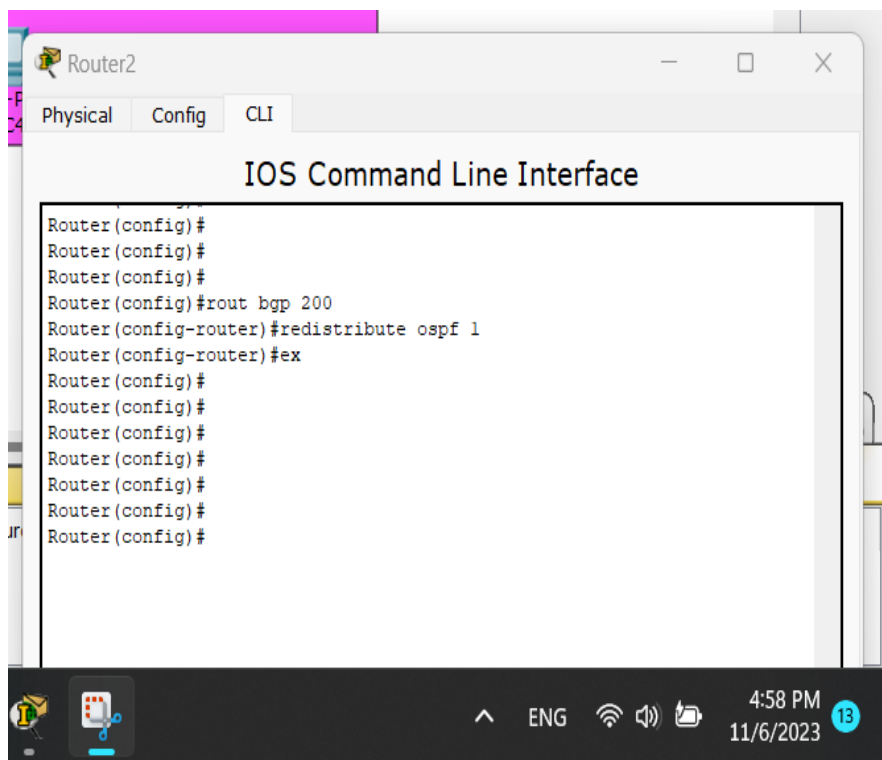 Router2
Physical Config CLI
IOS Command Line Interface
Router(config)#
Router(config)#
Router(config)#
Router(config)#rout bgp 200
Router(config-router)#redistribute ospf 1
Router(config-router)#ex
Router(config)#
Router(config)#
Router(config)#
Router(config)#
Router(config)#
Router(config)#
Router(config)#
ENG
4:58 PM
11/6/2023
13